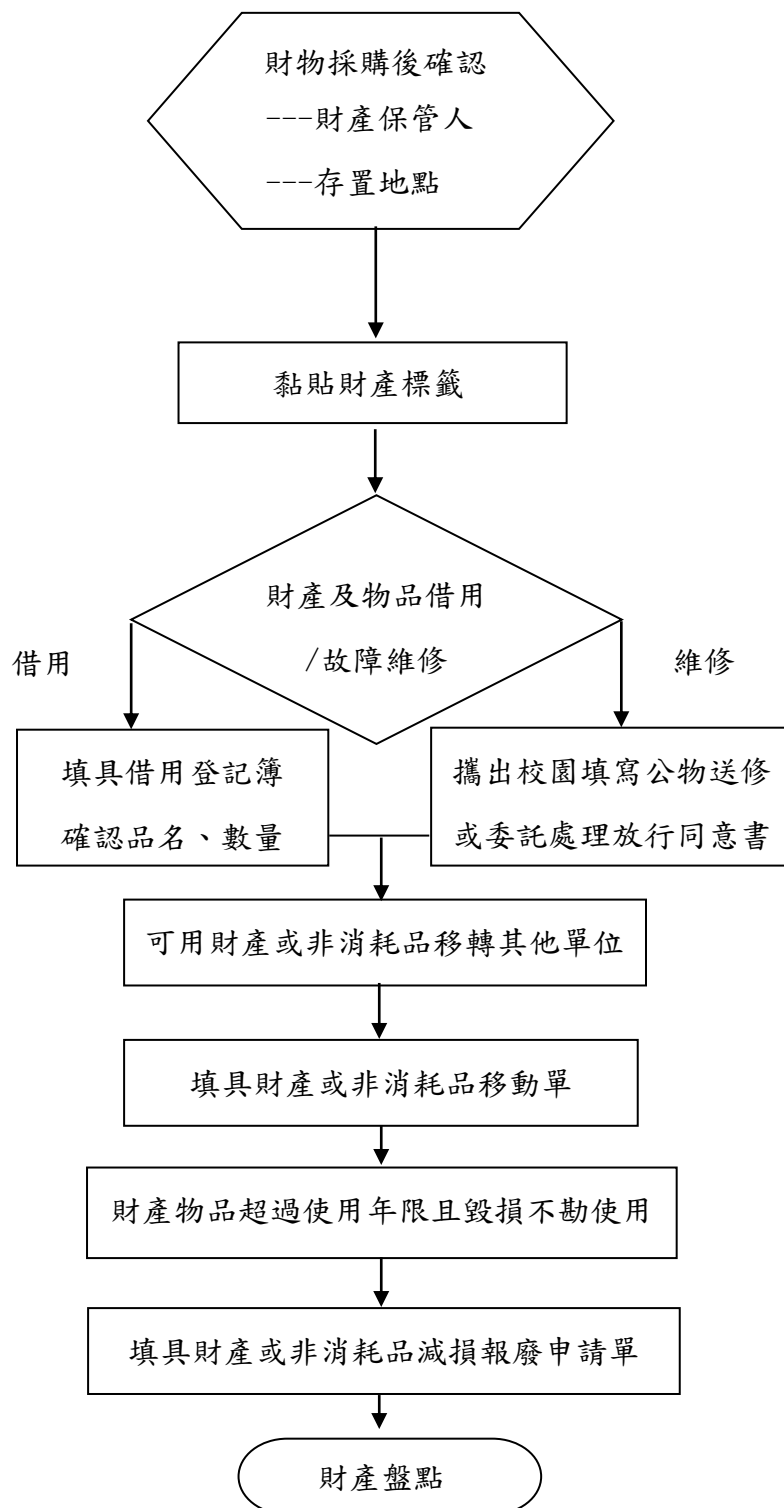 財物採購後確認
---財產保管人
---存置地點
黏貼財產標籤
財產及物品借用
/故障維修
借用
維修
填具借用登記簿
確認品名、數量
攜出校園填寫公物送修
或委託處理放行同意書
可用財產或非消耗品移轉其他單位
填具財產或非消耗品移動單
財產物品超過使用年限且毀損不勘使用
填具財產或非消耗品減損報廢申請單
財產盤點